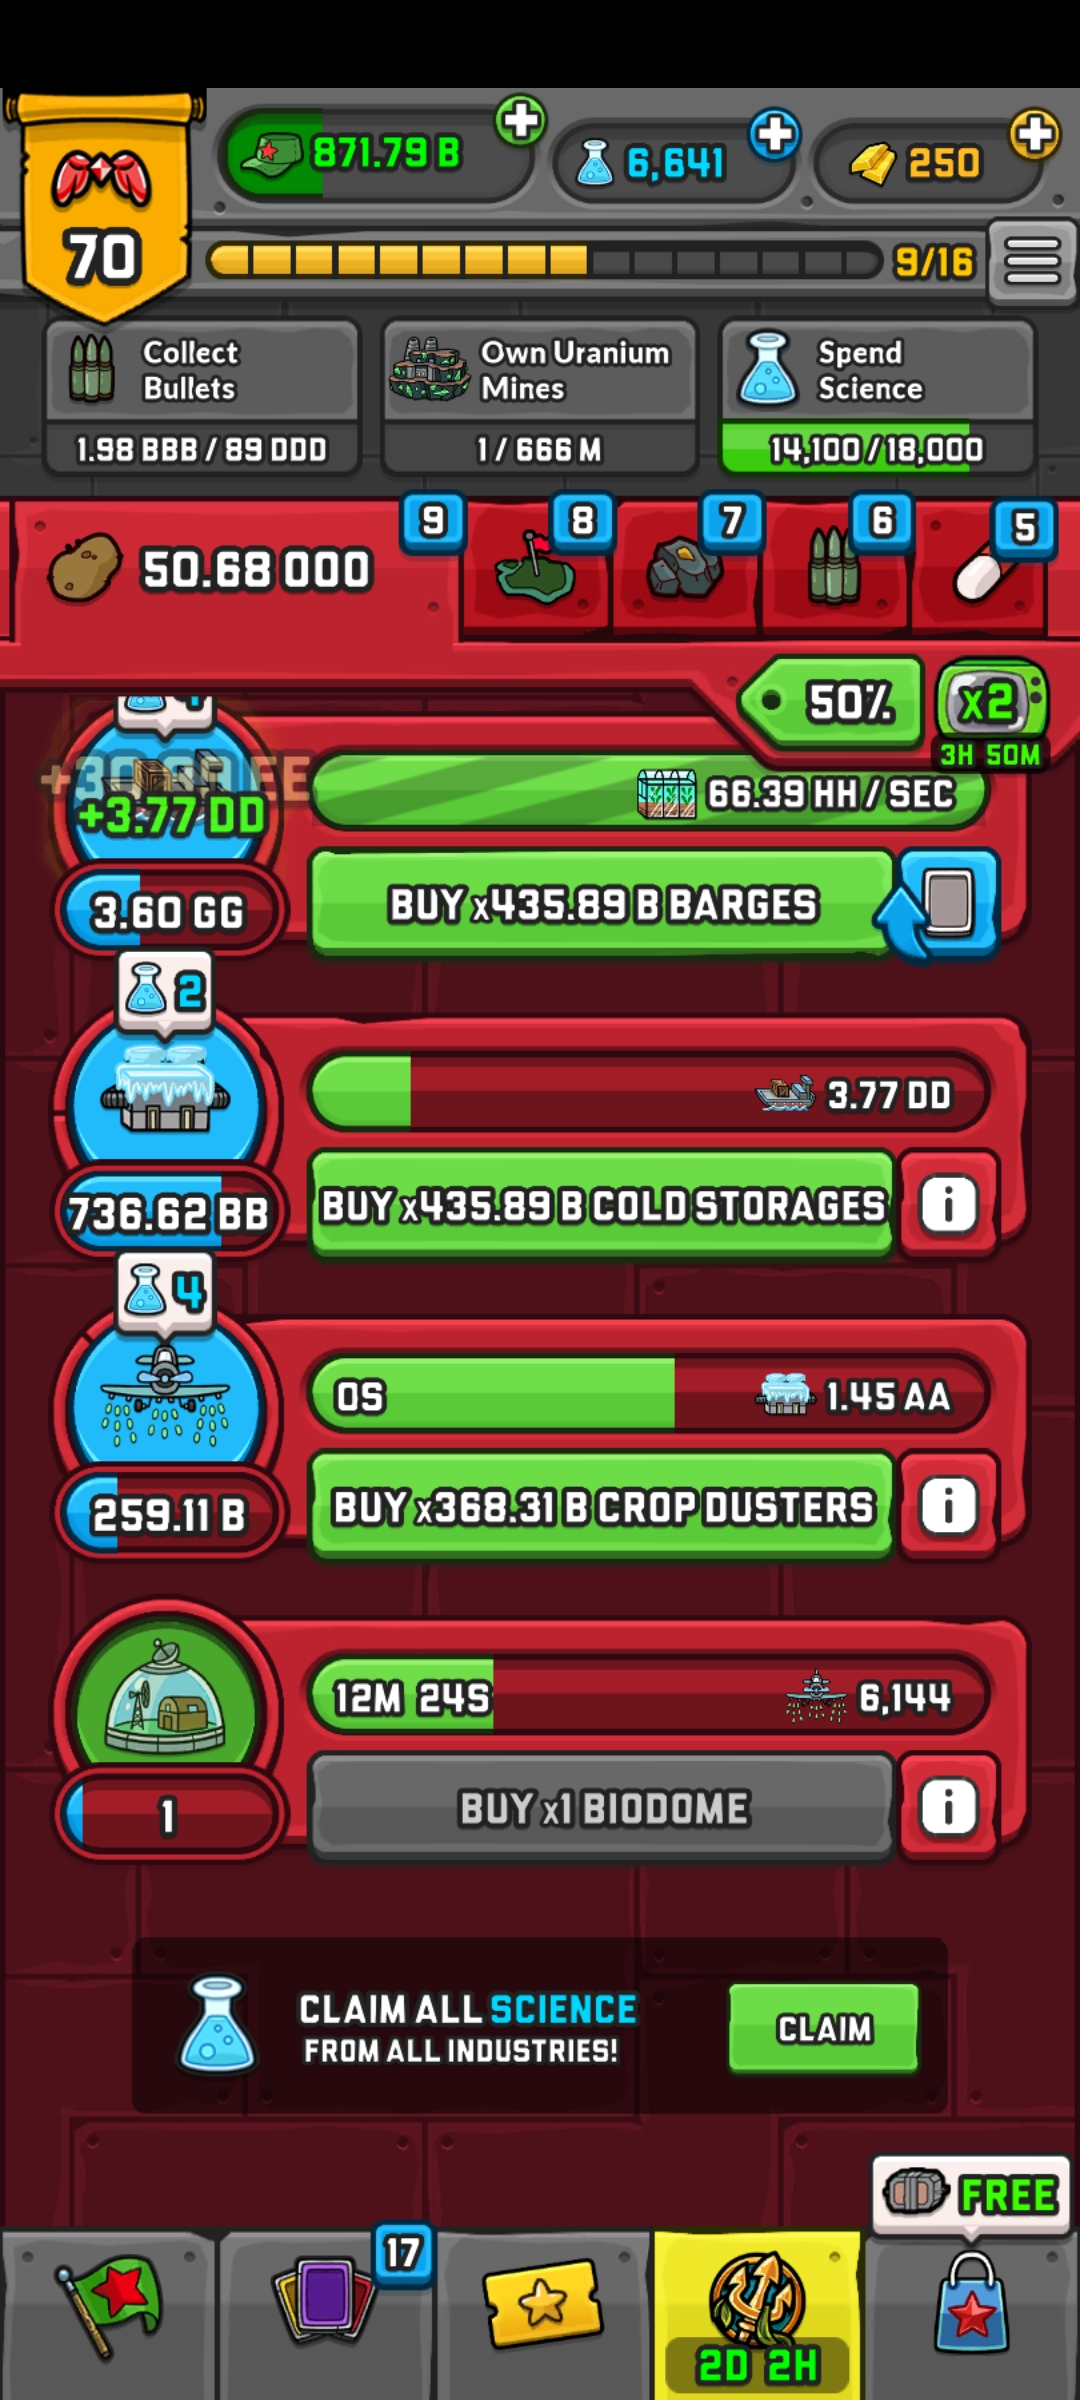 871.79 B
6,641
250
70
9/16
Collect
Bullets
Own Uranium
Mines
Spend
Science
1.98 BBB / 89 DDD
1 / 666 M
14,100 / 18,000
50.68 OOO
9
8
7
6
5
50%
x2
3H 50M
+3.77 DD
66.39 HH / SEC
3.60 GG
BUY x435.89 B BARGES
2
3.77 DD
736.62 BB
BUY x435.89 B COLD STORAGES
4
0S
1.45 AA
259.11 B
BUY x368.31 B CROP DUSTERS
12M 24S
6,144
1
BUY x1 BIODOME
CLAIM ALL SCIENCE
FROM ALL INDUSTRIES!
CLAIM
FREE
17
2D 2H